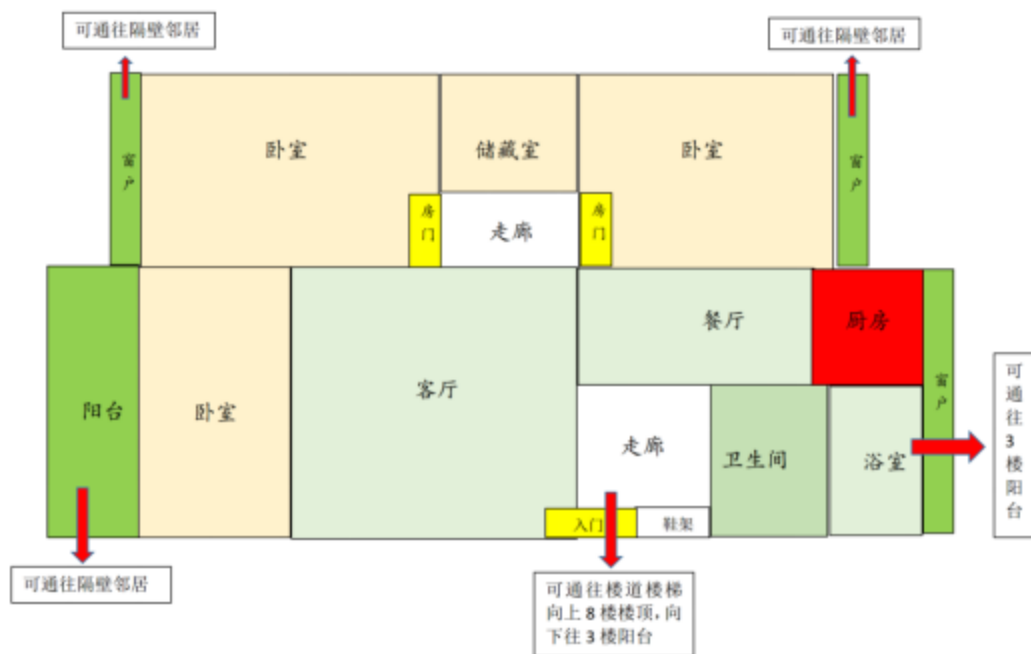 可通往隔壁邻居
可通往隔壁邻居
卧室
储藏室
卧室
窗户
窗户
房门
走廊
房门
餐厅
厨房
客厅
窗户
阳台
卧室
可通往3楼阳台
走廊
卫生间
浴室
入门
鞋架
可通往隔壁邻居
可通往楼道楼梯
向上8楼楼顶,向
下往3楼阳台